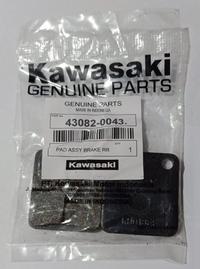 Kawasaki
GENUINE PARTS
GENUINE PARTS
MADE IN INDONESIA
43082-0043.
PAD ASSY BRAKE RR 1
Kawasaki